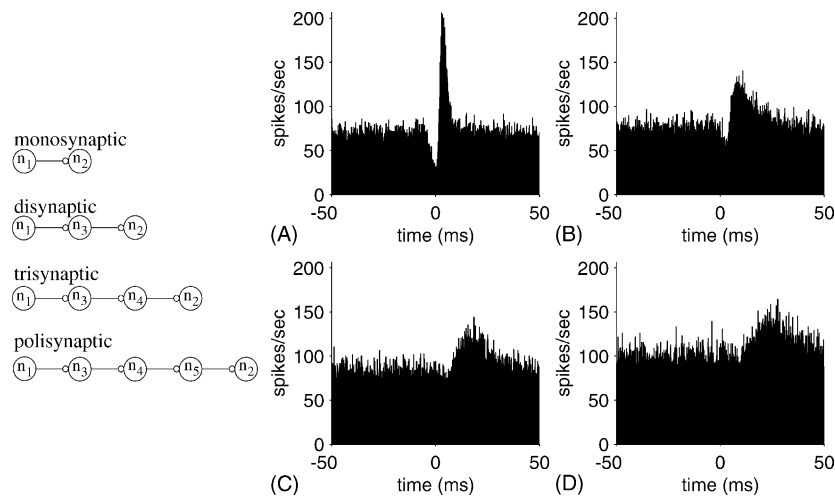 monosynaptic
n1 n2
disynaptic
n1 n3 n2
trisynaptic
n1 n3 n4 n2
polisynaptic
n1 n3 n4 n5 n2
200
150
100
50
0
spikes/sec
-50 0 50
time (ms)
(A)
200
150
100
50
0
spikes/sec
-50 0 50
time (ms)
(B)
200
150
100
50
0
spikes/sec
-50 0 50
time (ms)
(C)
200
150
100
50
0
spikes/sec
-50 0 50
time (ms)
(D)